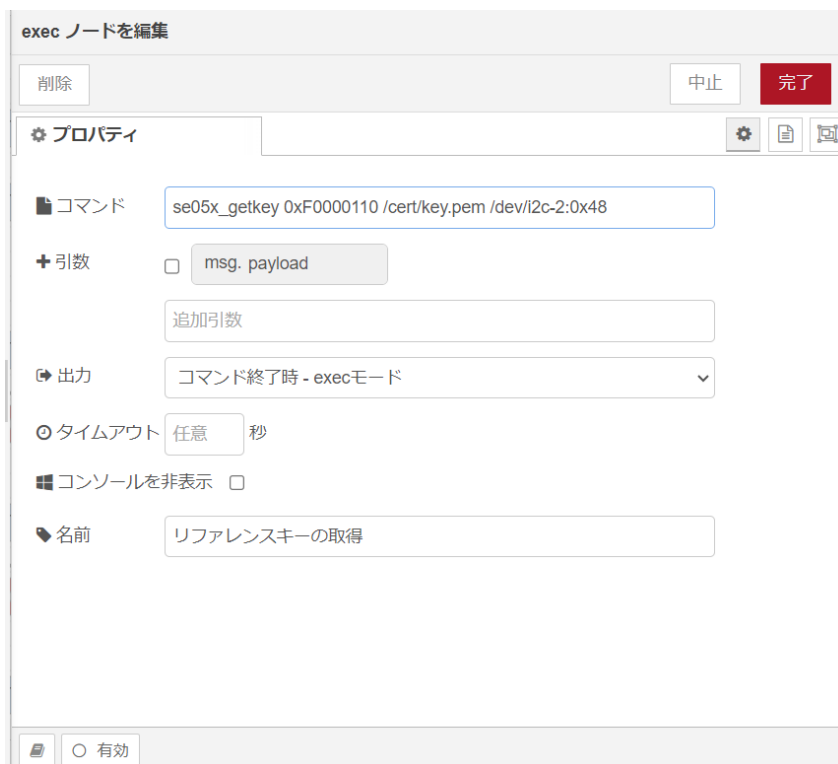 exec ノードを編集
削除 中止 完了
プロパティ
コマンド se05x_getkey 0xF0000110 /cert/key.pem /dev/i2c-2:0x48
引数 msg. payload
追加引数
出力 コマンド終了時 - execモード
タイムアウト 任意 秒
コンソールを非表示
名前 リファレンスキーの取得
有効